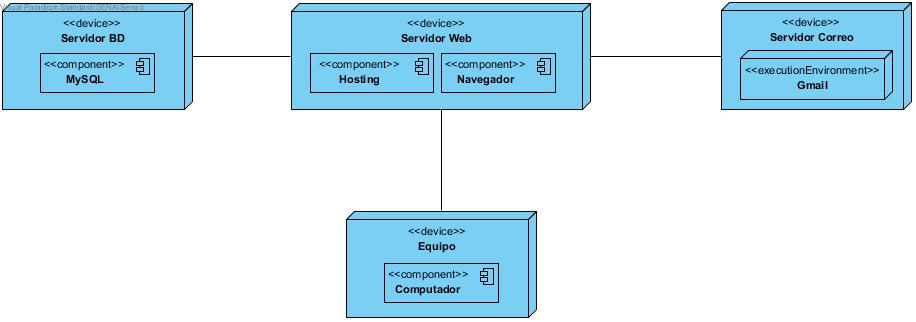 Visual Paradigm Standard(SENA(Sena))
<<device>>
Servidor BD
<<component>>
MySQL
<<device>>
Servidor Web
<<component>>
Hosting
<<component>>
Navegador
<<device>>
Servidor Correo
<<executionEnvironment>>
Gmail
<<device>>
Equipo
<<component>>
Computador